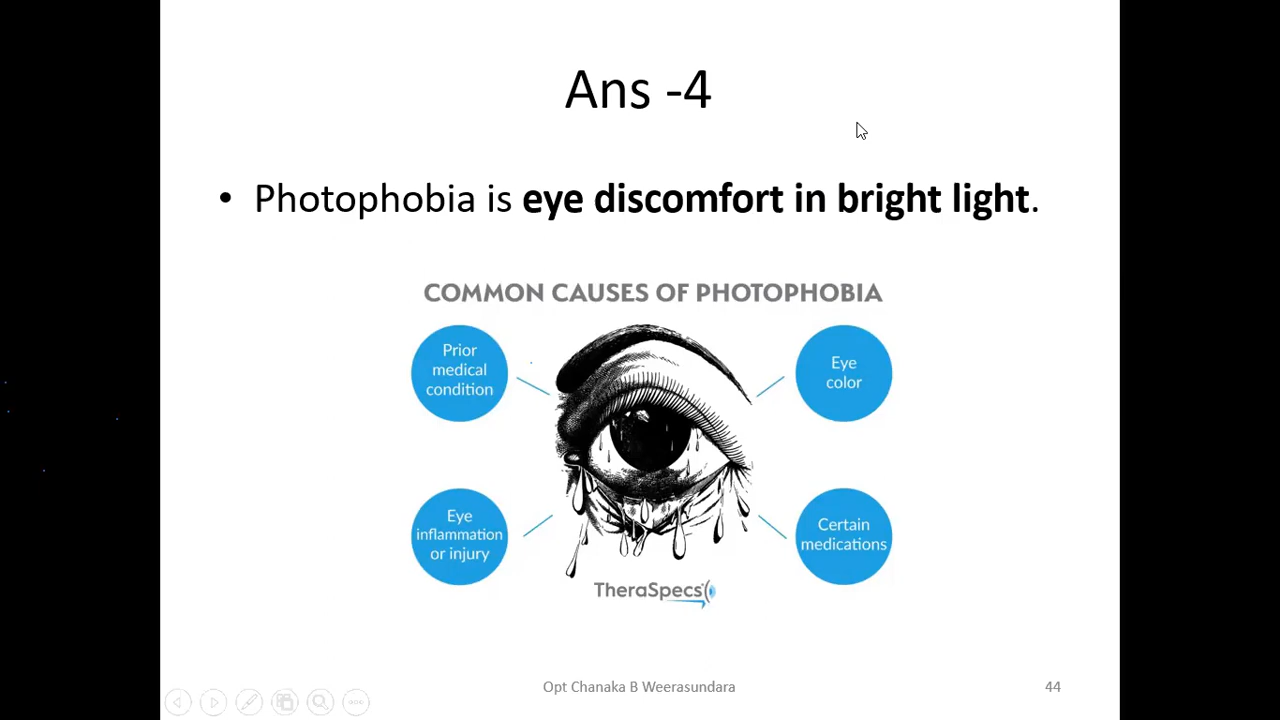 Ans -4
• Photophobia is eye discomfort in bright light.
COMMON CAUSES OF PHOTOPHOBIA
Prior
medical
condition
Eye
color
Eye
inflammation
or injury
Certain
medications
TheraSpecs
Opt Chanaka B Weerasundara
44